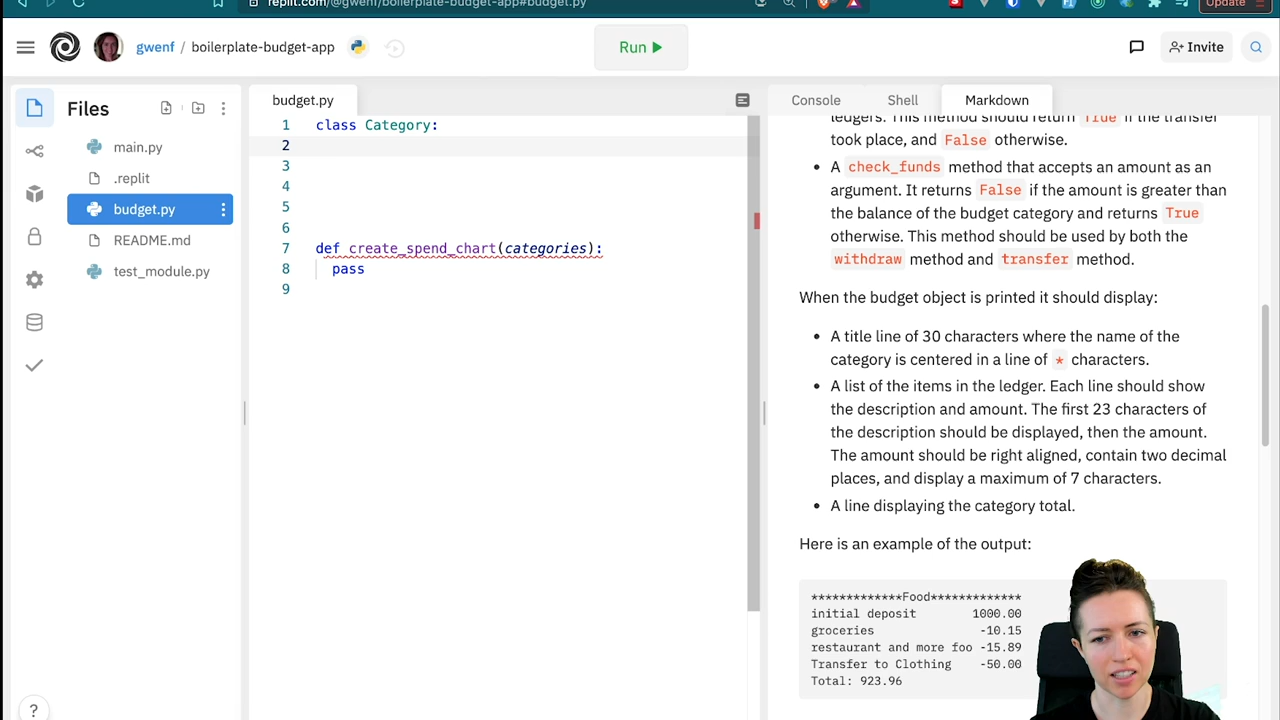 replit.com/@gwenf/boilerplate-budget-app#budget.py
Update
gwenf / boilerplate-budget-app
Run
Invite
Files
main.py
.replit
budget.py
README.md
test_module.py
budget.py
1 class Category:
2
3
4
5
6
7 def create_spend_chart(categories):
8 pass
9
Console Shell Markdown
ledgers. This method should return True if the transfer
took place, and False otherwise.
• A check_funds method that accepts an amount as an
argument. It returns False if the amount is greater than
the balance of the budget category and returns True
otherwise. This method should be used by both the
withdraw method and transfer method.
When the budget object is printed it should display:
• A title line of 30 characters where the name of the
category is centered in a line of * characters.
• A list of the items in the ledger. Each line should show
the description and amount. The first 23 characters of
the description should be displayed, then the amount.
The amount should be right aligned, contain two decimal
places, and display a maximum of 7 characters.
• A line displaying the category total.
Here is an example of the output:
*************Food*************
initial deposit        1000.00
groceries               -10.15
restaurant and more foo -15.89
Transfer to Clothing    -50.00
Total: 923.96
?